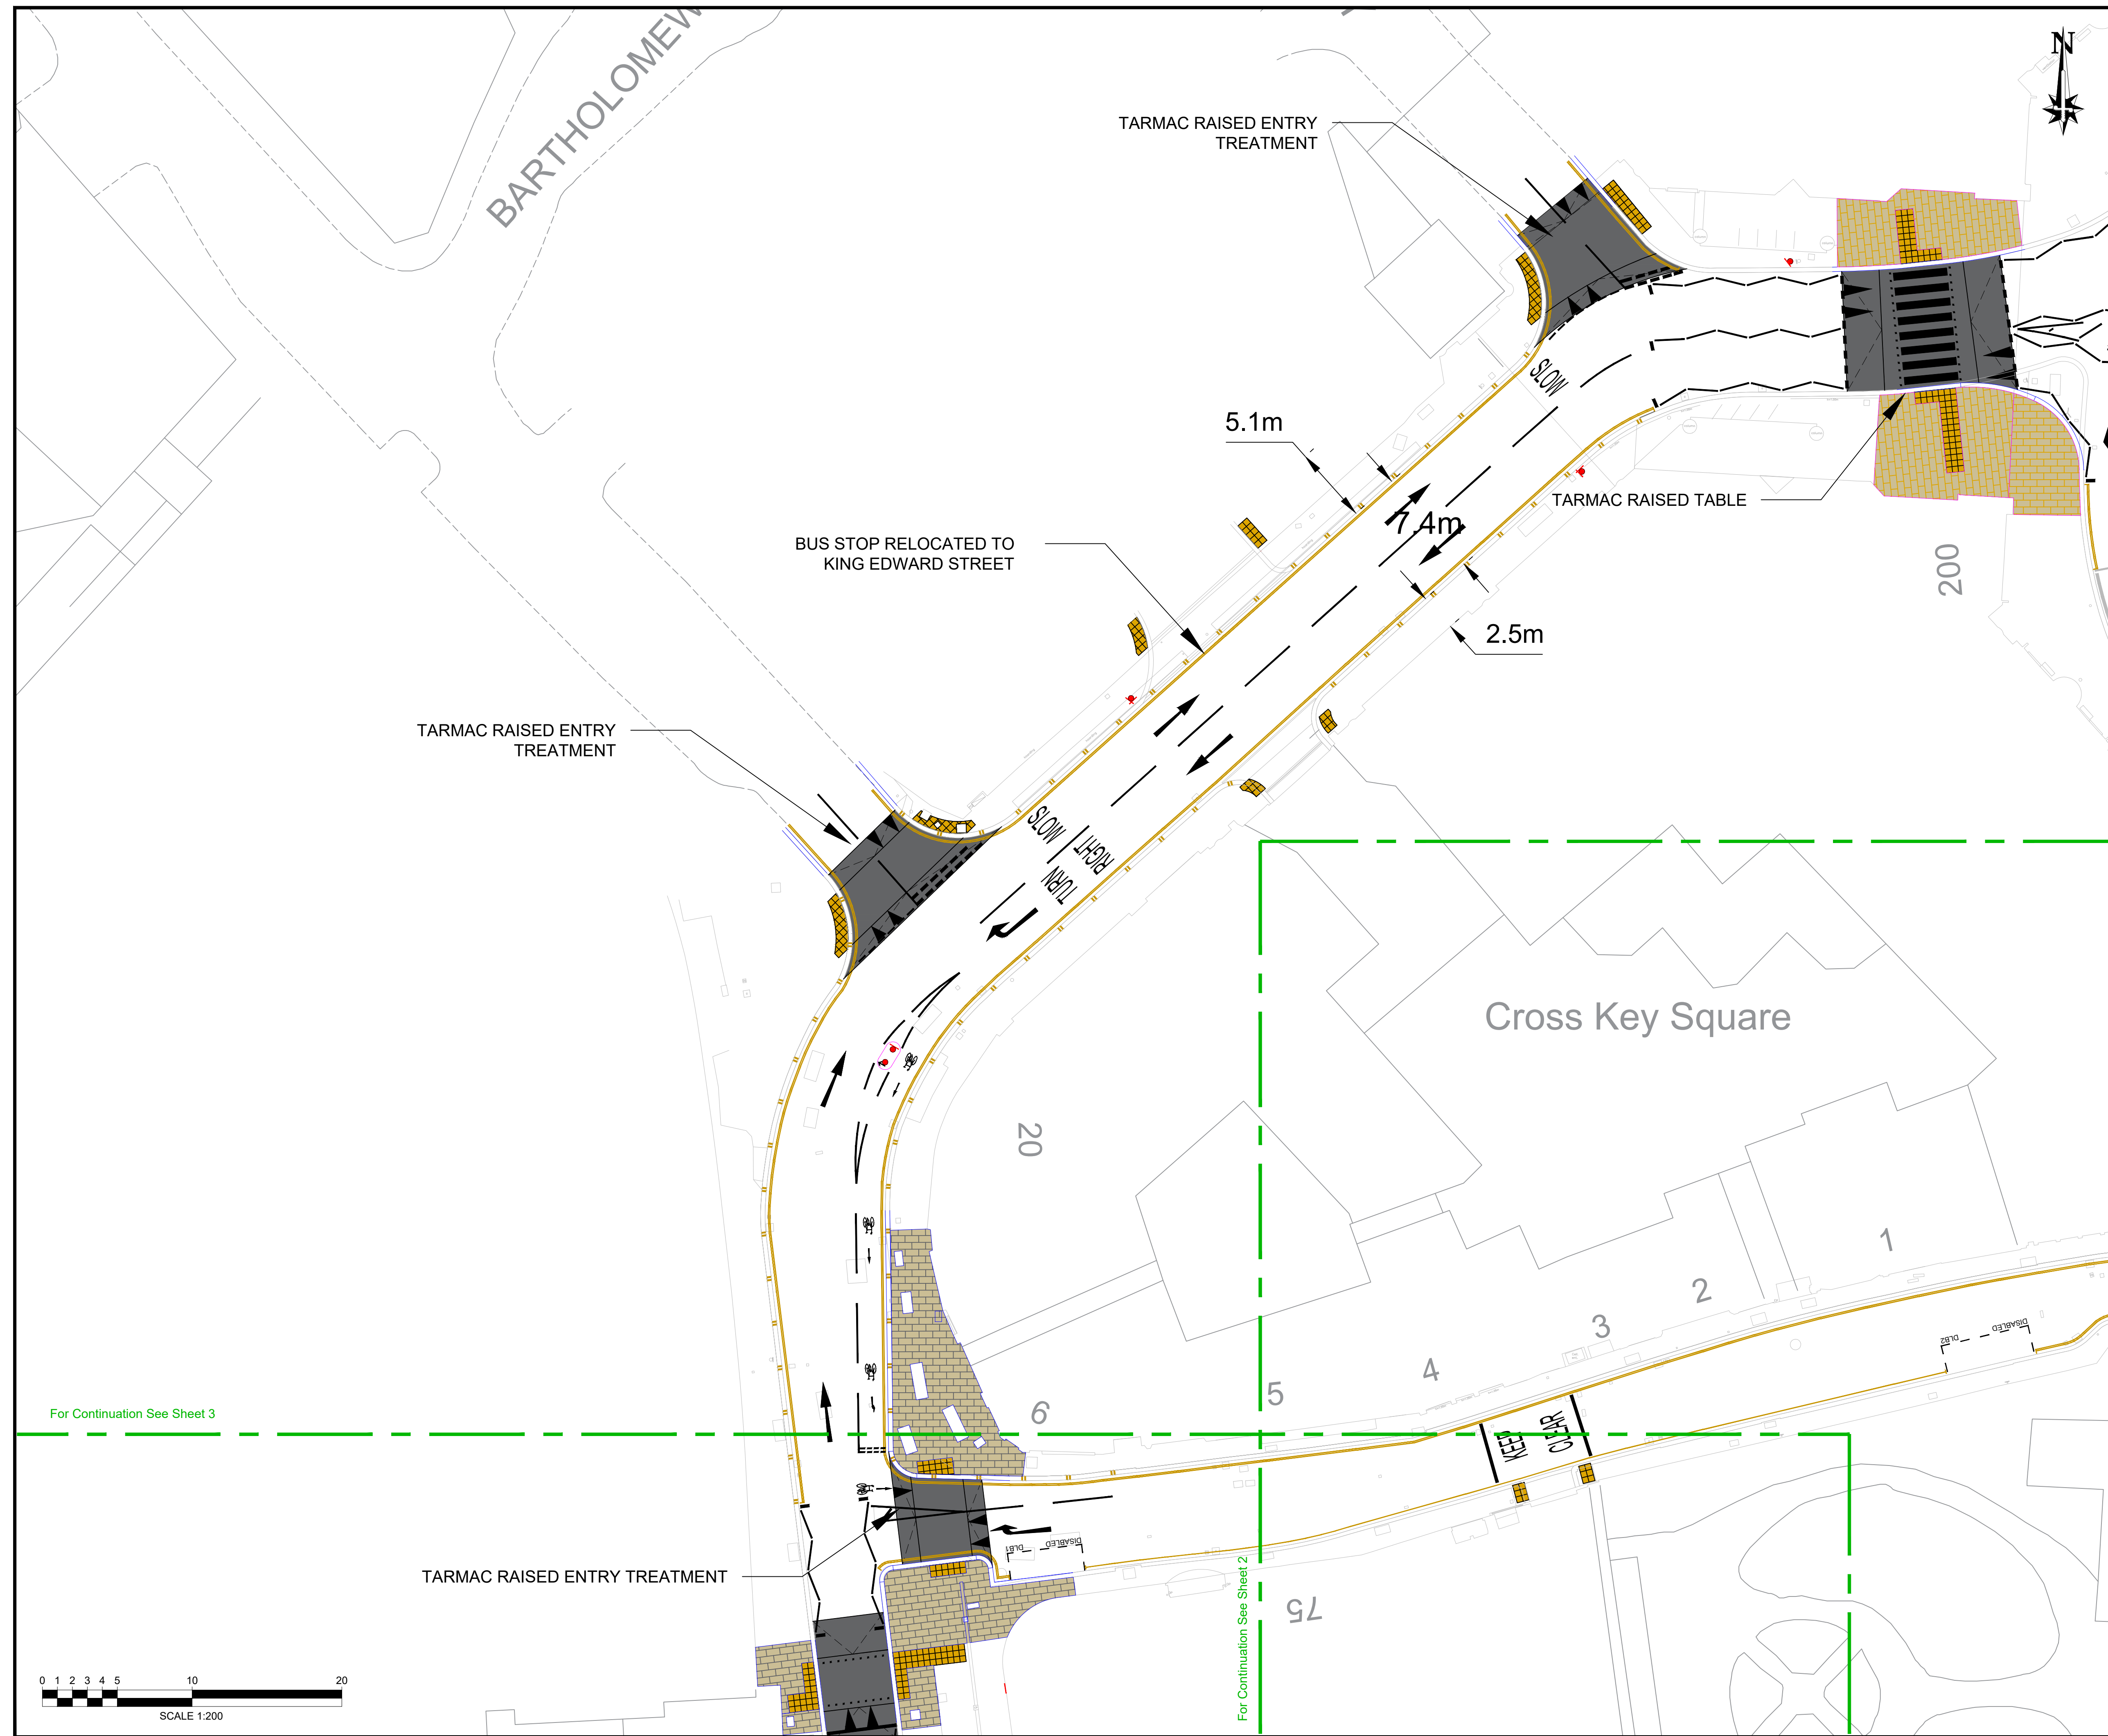 BARTHOLOMEW
N
TARMAC RAISED ENTRY
TREATMENT
SLOW
5.1m
7.4m
TARMAC RAISED TABLE
BUS STOP RELOCATED TO
KING EDWARD STREET
200
2.5m
TARMAC RAISED ENTRY
TREATMENT
SLOW
TURN
RIGHT
Cross Key Square
20
1
2
3
4
5
6
DLB2
DISABLED
KEEP
CLEAR
For Continuation See Sheet 3
DLB1
DISABLED
TARMAC RAISED ENTRY TREATMENT
For Continuation See Sheet 2
75
0 1 2 3 4 5 10 20
SCALE 1:200